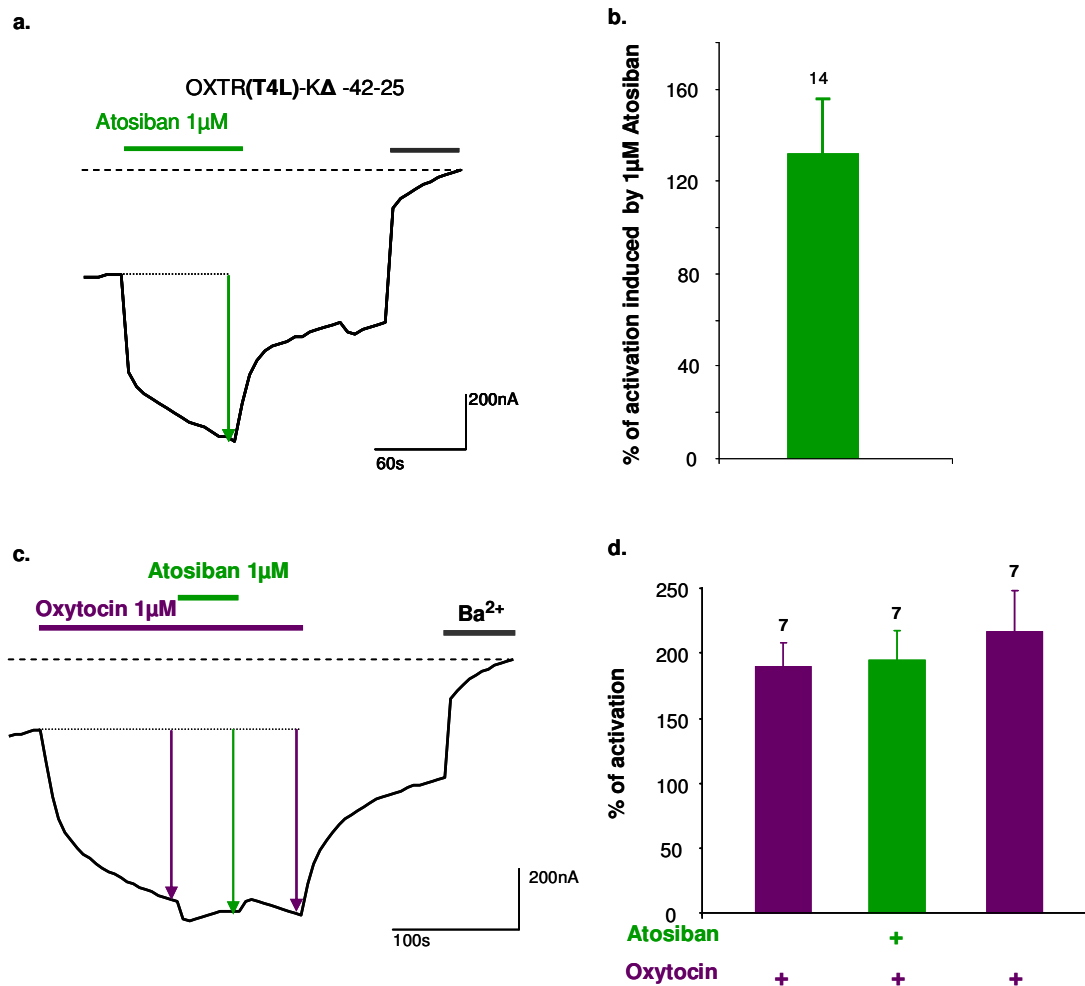 a.
OXTR(T4L)-KΔ -42-25
Atosiban 1μM
200nA
60s
b.
% of activation induced by 1μM Atosiban
14
160
120
80
40
0
c.
Atosiban 1μM
Oxytocin 1μM
Ba²⁺
200nA
100s
d.
% of activation
250
200
150
100
50
0
7
7
7
Atosiban
+
Oxytocin
+ + +